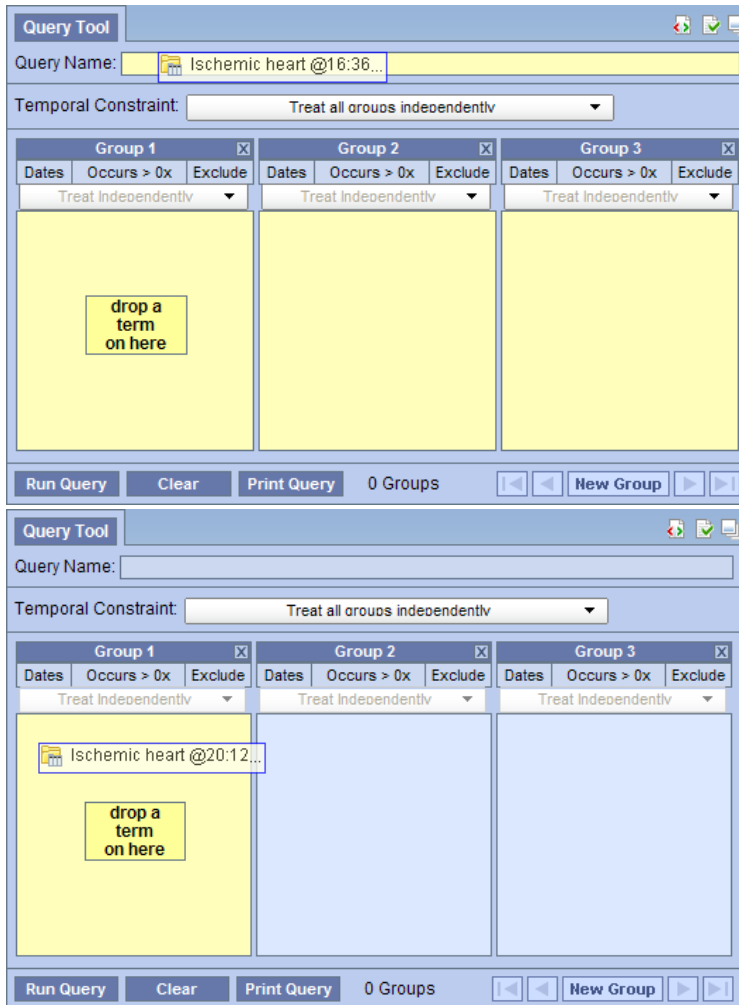 Query Tool
Query Name: Ischemic heart @16:36...
Temporal Constraint: Treat all groups independently
Group 1 X Group 2 X Group 3 X
Dates Occurs > 0x Exclude Dates Occurs > 0x Exclude Dates Occurs > 0x Exclude
Treat Independently Treat Independently Treat Independently
drop a
term
on here
Run Query Clear Print Query 0 Groups New Group
Query Tool
Query Name:
Temporal Constraint: Treat all groups independently
Group 1 X Group 2 X Group 3 X
Dates Occurs > 0x Exclude Dates Occurs > 0x Exclude Dates Occurs > 0x Exclude
Treat Independently Treat Independently Treat Independently
Ischemic heart @20:12...
drop a
term
on here
Run Query Clear Print Query 0 Groups New Group